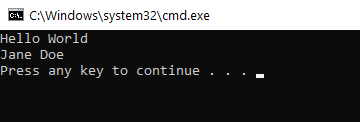 C:\Windows\system32\cmd.exe
Hello World
Jane Doe
Press any key to continue . . .